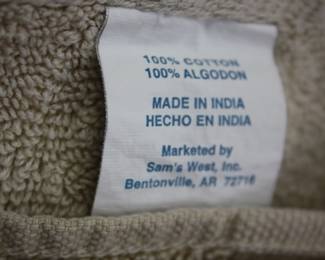 100% COTTON
100% ALGODON
MADE IN INDIA
HECHO EN INDIA
Marketed by
Sam's West, Inc.
Bentonville, AR 72716